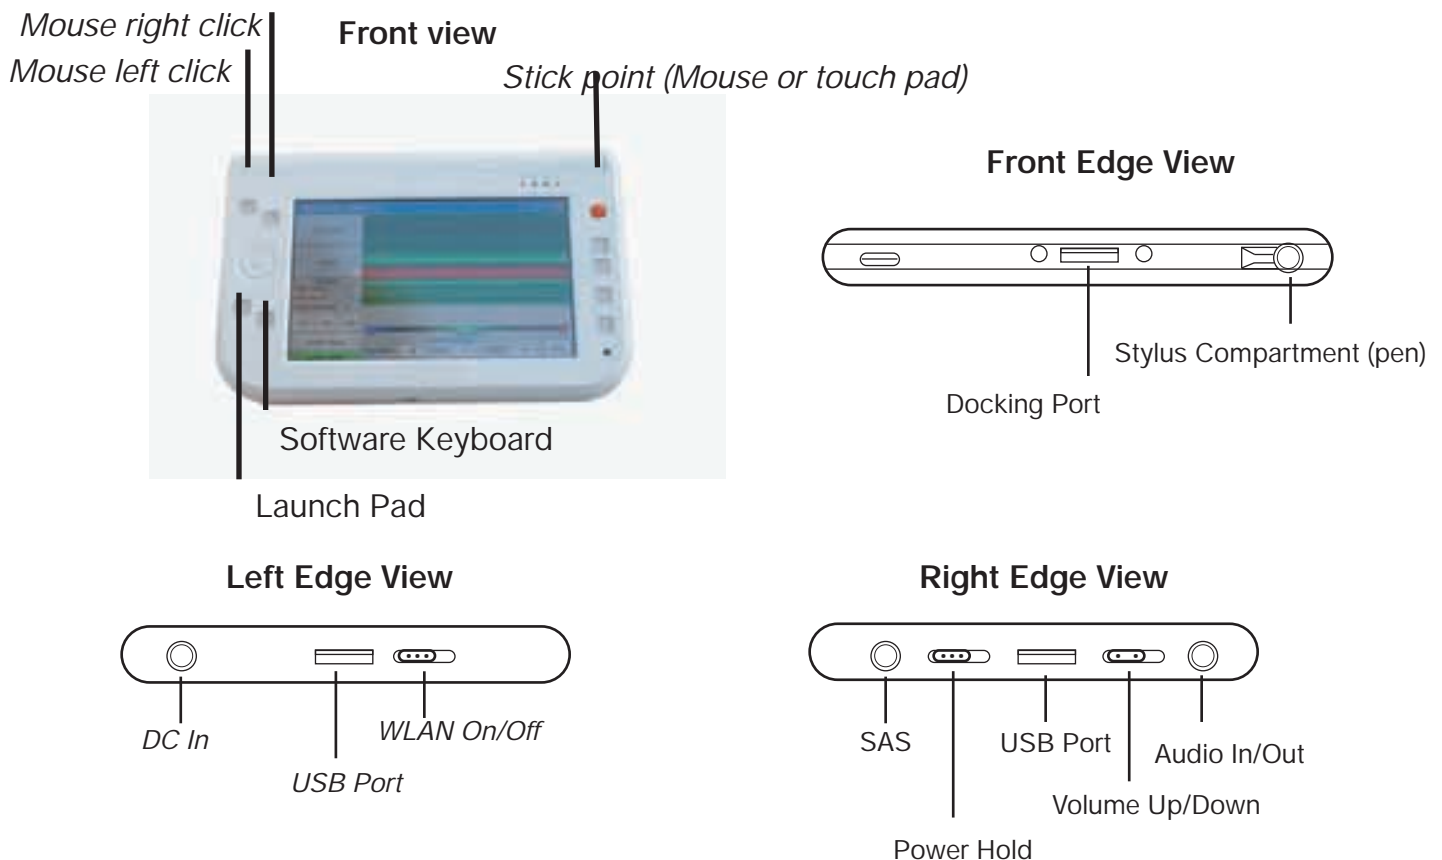 Mouse right click
Front view
Mouse left click
Stick point (Mouse or touch pad)
Software Keyboard
Launch Pad
Front Edge View
Stylus Compartment (pen)
Docking Port
Left Edge View
DC In
WLAN On/Off
USB Port
Right Edge View
SAS
USB Port
Audio In/Out
Volume Up/Down
Power Hold